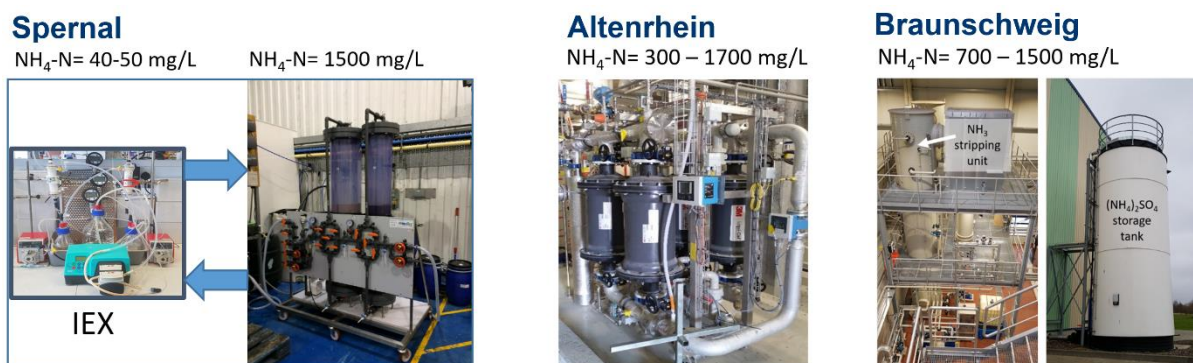 Spernal
NH₄-N= 40-50 mg/L
NH₄-N= 1500 mg/L
IEX
Altenrhein
NH₄-N= 300 – 1700 mg/L
Braunschweig
NH₄-N= 700 – 1500 mg/L
NH₃
stripping
unit
(NH₄)₂SO₄
storage
tank